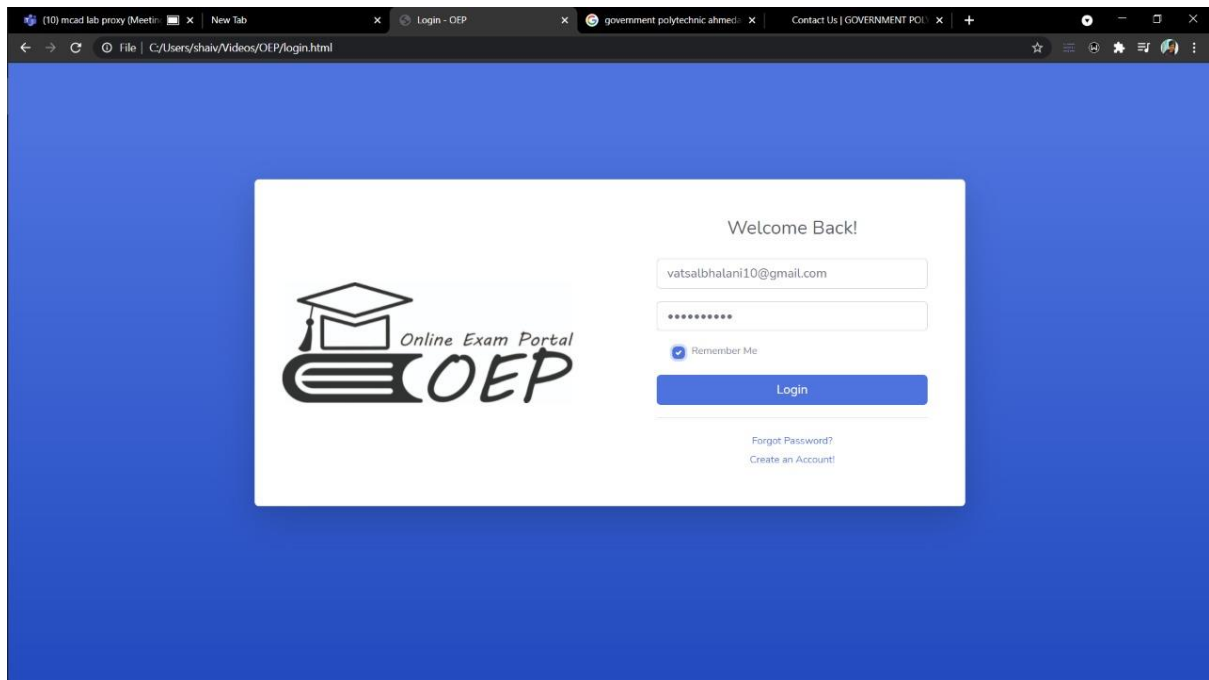 (10) mcad lab proxy (Meetin
New Tab
Login - OEP
government polytechnic ahmeda
Contact Us | GOVERNMENT POL
File | C:/Users/shaiv/Videos/OEP/login.html
Welcome Back!
vatsalbhalani10@gmail.com
••••••••••
Remember Me
Online Exam Portal
OEP
Login
Forgot Password?
Create an Account!